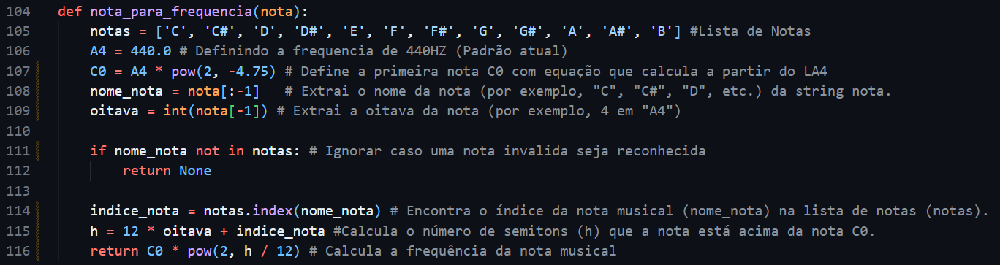 104 def nota_para_frequencia(nota):
105     notas = ['C', 'C#', 'D', 'D#', 'E', 'F', 'F#', 'G', 'G#', 'A', 'A#', 'B'] #Lista de Notas
106     A4 = 440.0 # Definindo a frequencia de 440HZ (Padrão atual)
107     C0 = A4 * pow(2, -4.75) # Define a primeira nota C0 com equação que calcula a partir do LA4
108     nome_nota = nota[:-1]   # Extrai o nome da nota (por exemplo, "C", "C#", "D", etc.) da string nota.
109     oitava = int(nota[-1]) # Extrai a oitava da nota (por exemplo, 4 em "A4")
110
111     if nome_nota not in notas: # Ignorar caso uma nota invalida seja reconhecida
112         return None
113
114     indice_nota = notas.index(nome_nota) # Encontra o índice da nota musical (nome_nota) na lista de notas (notas).
115     h = 12 * oitava + indice_nota #Calcula o número de semitons (h) que a nota está acima da nota C0.
116     return C0 * pow(2, h / 12) # Calcula a frequência da nota musical